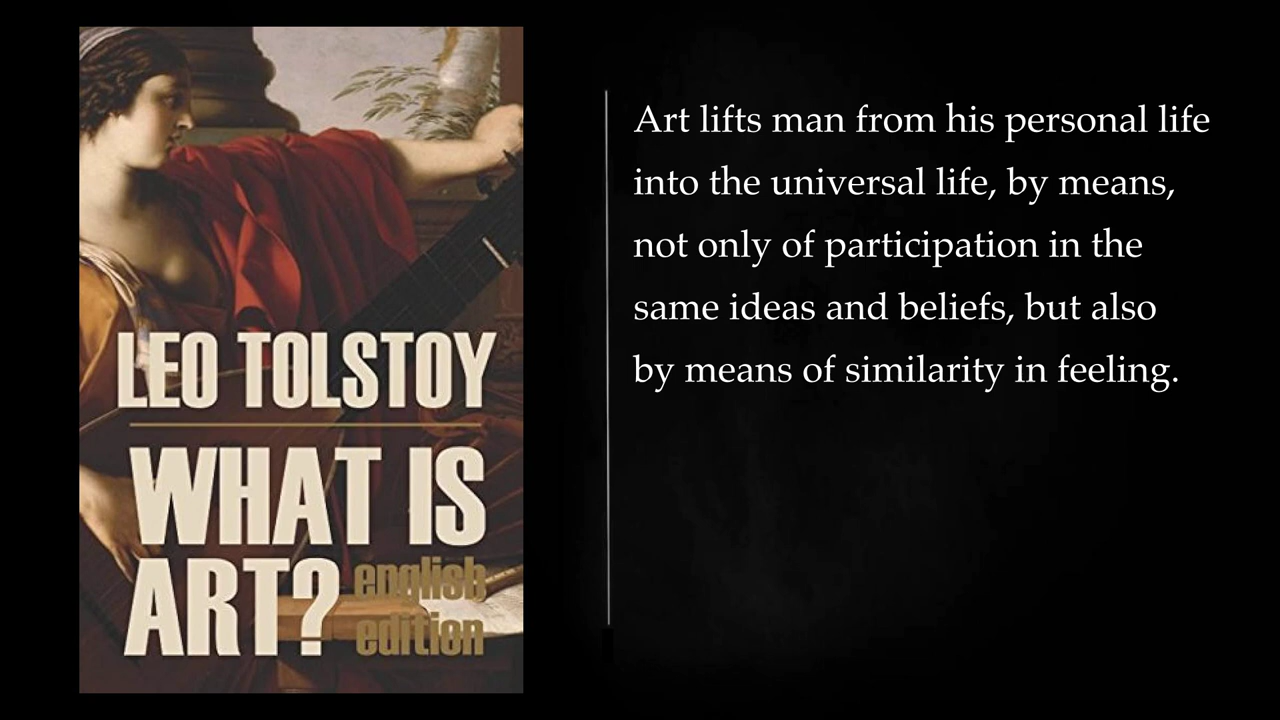 LEO TOLSTOY
WHAT IS
ART?
english
edition
Art lifts man from his personal life
into the universal life, by means,
not only of participation in the
same ideas and beliefs, but also
by means of similarity in feeling.